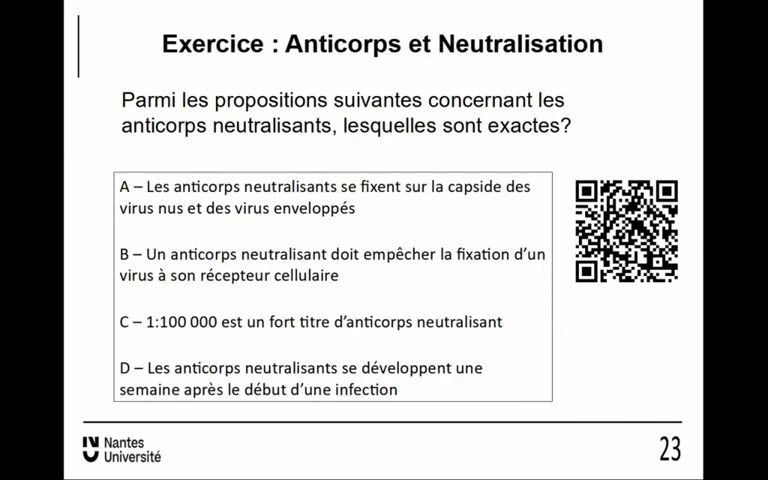 Exercice : Anticorps et Neutralisation
Parmi les propositions suivantes concernant les
anticorps neutralisants, lesquelles sont exactes?
A – Les anticorps neutralisants se fixent sur la capside des
virus nus et des virus enveloppés
B – Un anticorps neutralisant doit empêcher la fixation d'un
virus à son récepteur cellulaire
C – 1:100 000 est un fort titre d'anticorps neutralisant
D – Les anticorps neutralisants se développent une
semaine après le début d'une infection
Nantes
Université
23